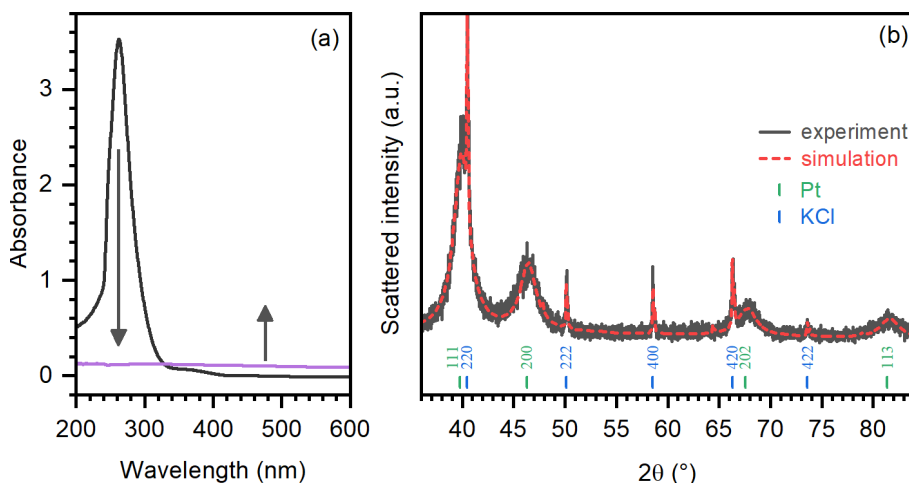 (a)
3
2
1
0
Absorbance
200 300 400 500 600
Wavelength (nm)
(b)
Scattered intensity (a.u.)
experiment
simulation
Pt
KCl
111 220 200 222 400 420 202 422 113
40 45 50 55 60 65 70 75 80
2θ (°)